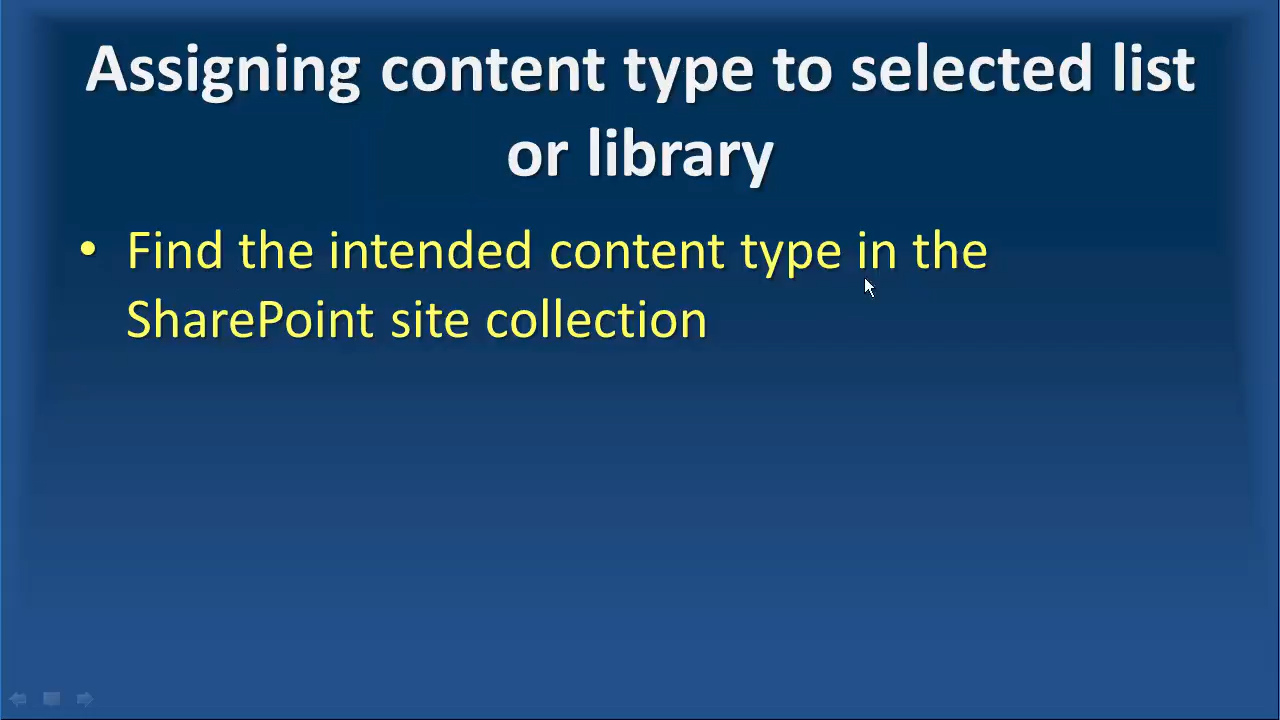 Assigning content type to selected list
or library
• Find the intended content type in the
SharePoint site collection